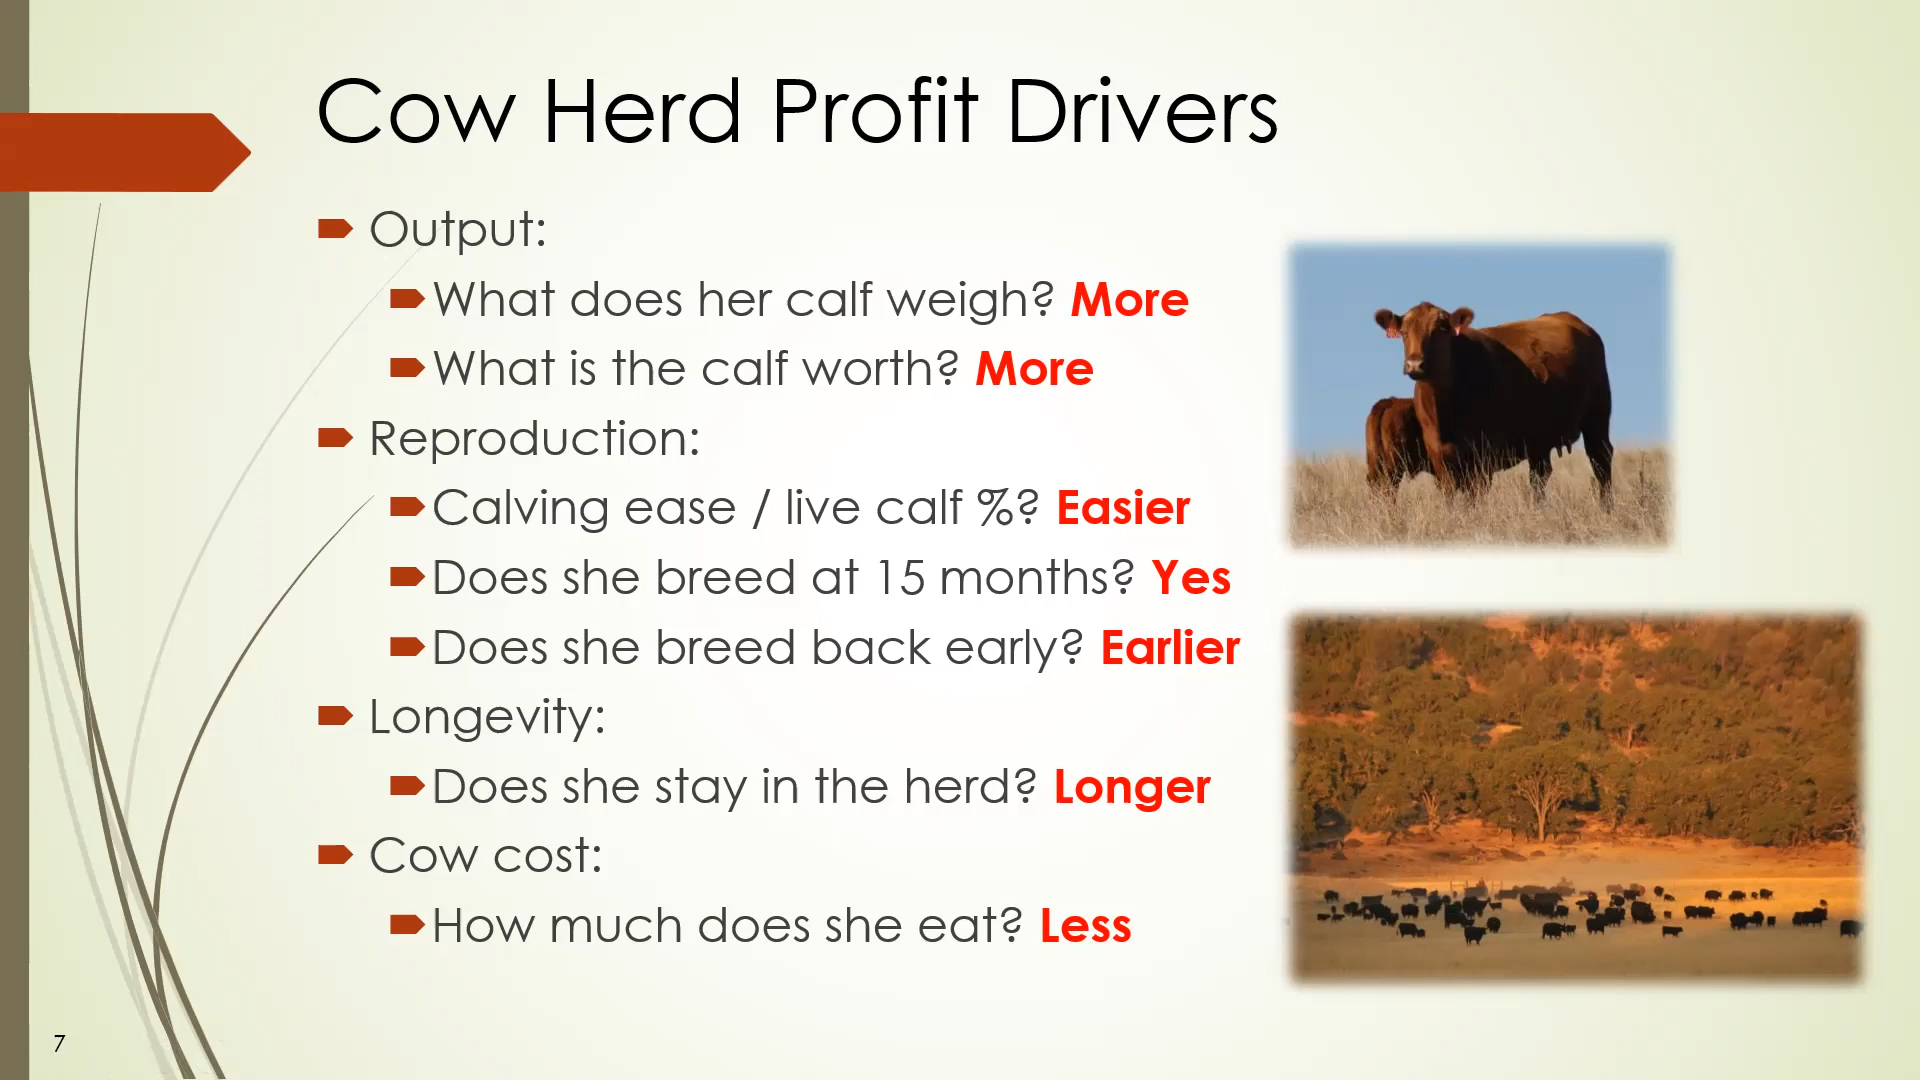 Cow Herd Profit Drivers
Output:
What does her calf weigh? More
What is the calf worth? More
Reproduction:
Calving ease / live calf %? Easier
Does she breed at 15 months? Yes
Does she breed back early? Earlier
Longevity:
Does she stay in the herd? Longer
Cow cost:
How much does she eat? Less
7